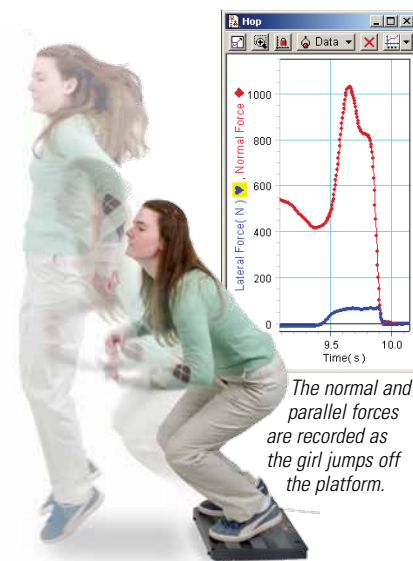 Hop
Data
Lateral Force( N ) , Normal Force
1000
800
600
400
200
0
9.5 10.0
Time( s )
The normal and
parallel forces
are recorded as
the girl jumps off
the platform.